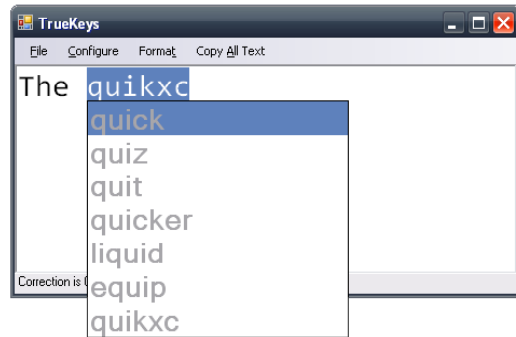 TrueKeys
File Configure Format Copy All Text
The quikxc
quick
quiz
quit
quicker
liquid
Correction is
equip
quikxc